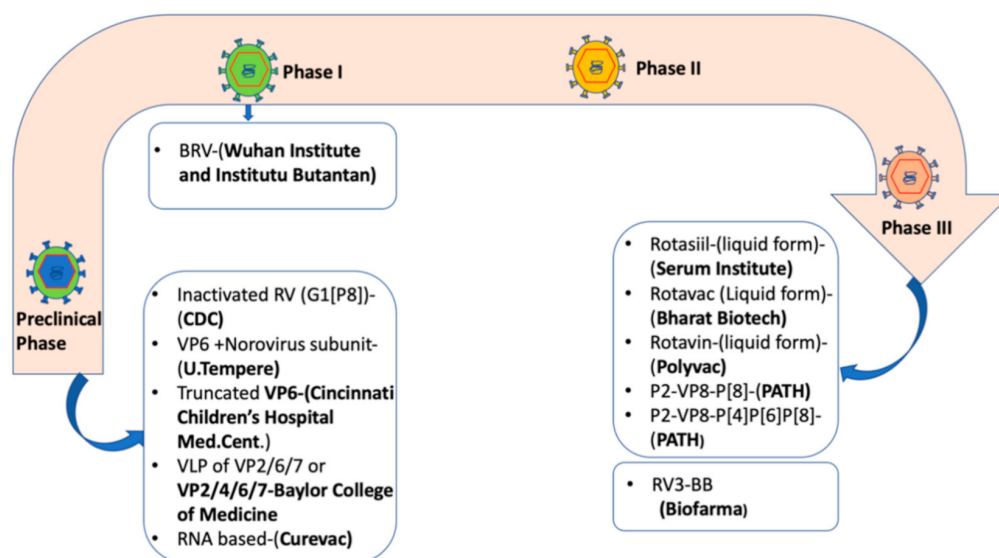 Phase I
Phase II
Phase III
Preclinical
Phase
• BRV-(Wuhan Institute
and Institutu Butantan)
• Inactivated RV (G1[P8])-
(CDC)
• VP6 +Norovirus subunit-
(U.Tempere)
• Truncated VP6-(Cincinnati
Children’s Hospital
Med.Cent.)
• VLP of VP2/6/7 or
VP2/4/6/7-Baylor College
of Medicine
• RNA based-(Curevac)
• Rotasiil-(liquid form)-
(Serum Institute)
• Rotavac (Liquid form)-
(Bharat Biotech)
• Rotavin-(liquid form)-
(Polyvac)
• P2-VP8-P[8]-(PATH)
• P2-VP8-P[4]P[6]P[8]-
(PATH)
• RV3-BB
(Biofarma)